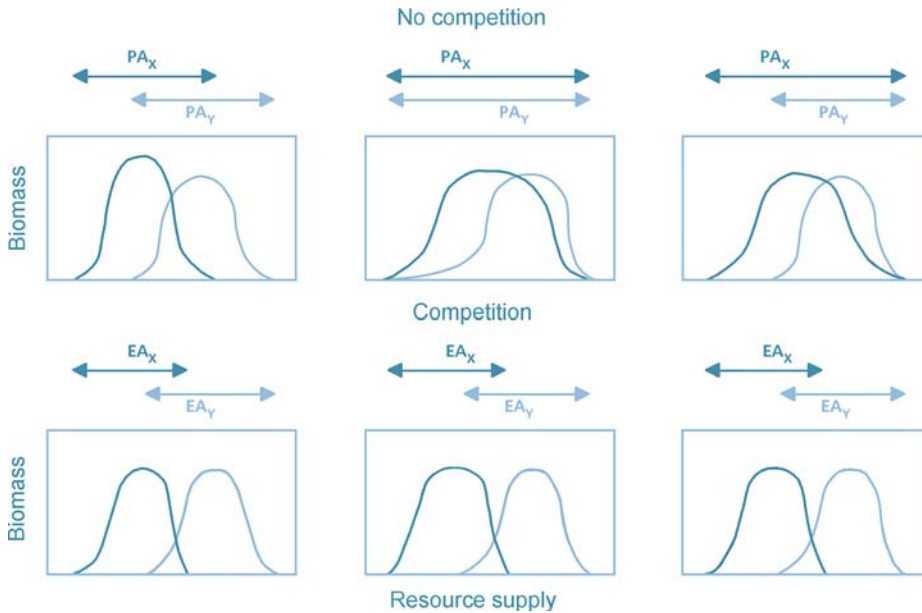 No competition
PAX PAX PAX
PAY PAY PAY
Biomass
Competition
EAX EAX EAX
EAY EAY EAY
Biomass
Resource supply